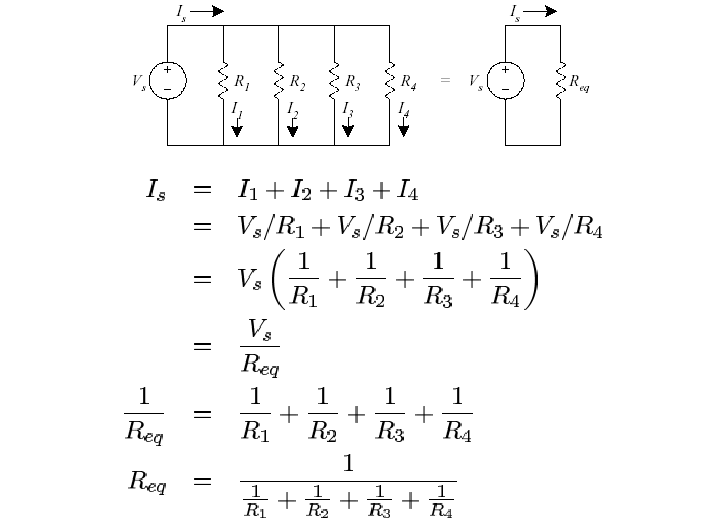 I_s I_s
V_s + − R_1 R_2 R_3 R_4 = V_s + − R_eq
I_1 I_2 I_3 I_4
I_s = I_1 + I_2 + I_3 + I_4
= V_s/R_1 + V_s/R_2 + V_s/R_3 + V_s/R_4
= V_s (1/R_1 + 1/R_2 + 1/R_3 + 1/R_4)
= V_s/R_eq
1/R_eq = 1/R_1 + 1/R_2 + 1/R_3 + 1/R_4
R_eq = 1/(1/R_1 + 1/R_2 + 1/R_3 + 1/R_4)